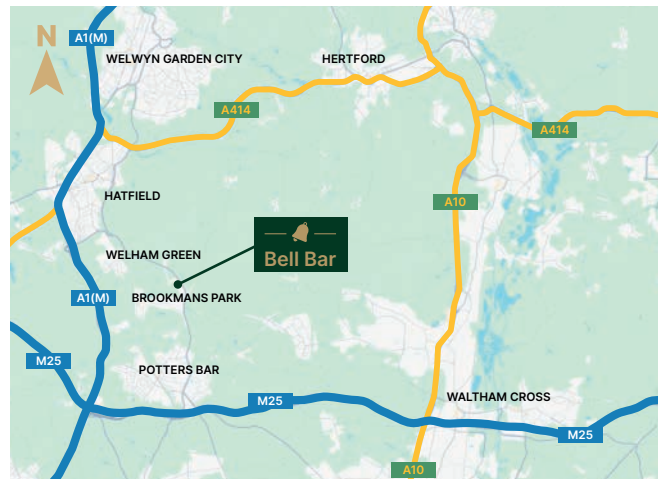 N
A1(M)
WELWYN GARDEN CITY
HERTFORD
A414
A414
HATFIELD
A10
WELHAM GREEN
Bell Bar
A1(M)
BROOKMANS PARK
M25
POTTERS BAR
M25
WALTHAM CROSS
M25
A10